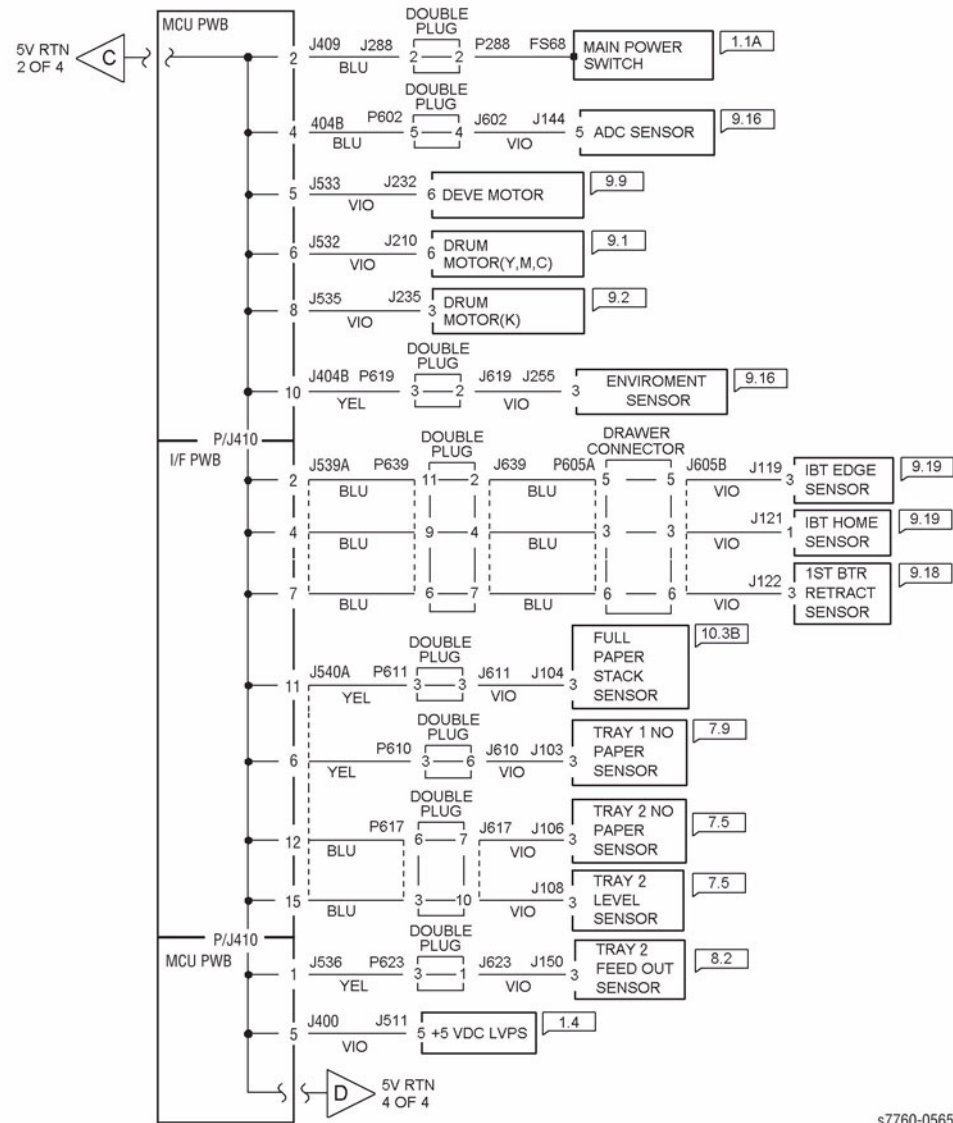 MCU PWB
5V RTN
2 OF 4
C
2 J409 J288 BLU
DOUBLE
PLUG
2 2 P288 FS68
MAIN POWER
SWITCH
1.1A
4 404B P602 BLU
DOUBLE
PLUG
5 4 J602 J144 VIO 5
ADC SENSOR
9.16
5 J533 J232 VIO 6
DEVE MOTOR
9.9
6 J532 J210 VIO 6
DRUM
MOTOR(Y,M,C)
9.1
8 J535 J235 VIO 3
DRUM
MOTOR(K)
9.2
10 J404B P619 YEL
DOUBLE
PLUG
3 2 J619 J255 VIO 3
ENVIROMENT
SENSOR
9.16
P/J410
I/F PWB
DOUBLE
PLUG
DRAWER
CONNECTOR
2 J539A P639 BLU 11 2 J639 P605A BLU 5 5 J605B J119 VIO 3
IBT EDGE
SENSOR
9.19
4 BLU 9 4 BLU 3 3 J121 VIO 1
IBT HOME
SENSOR
9.19
7 BLU 6 7 BLU 6 6 J122 VIO 3
1ST BTR
RETRACT
SENSOR
9.18
11 J540A P611 YEL
DOUBLE
PLUG
3 3 J611 J104 VIO 3
FULL
PAPER
STACK
SENSOR
10.3B
6 P610 YEL
DOUBLE
PLUG
3 6 J610 J103 VIO 3
TRAY 1 NO
PAPER
SENSOR
7.9
12 P617 BLU
DOUBLE
PLUG
6 7 J617 J106 VIO 3
TRAY 2 NO
PAPER
SENSOR
7.5
15 BLU 3 10 J108 VIO 3
TRAY 2
LEVEL
SENSOR
7.5
P/J410
MCU PWB
1 J536 P623 YEL
DOUBLE
PLUG
3 1 J623 J150 VIO 3
TRAY 2
FEED OUT
SENSOR
8.2
5 J400 J511 VIO 5
+5 VDC LVPS
1.4
D
5V RTN
4 OF 4
s7760-0565